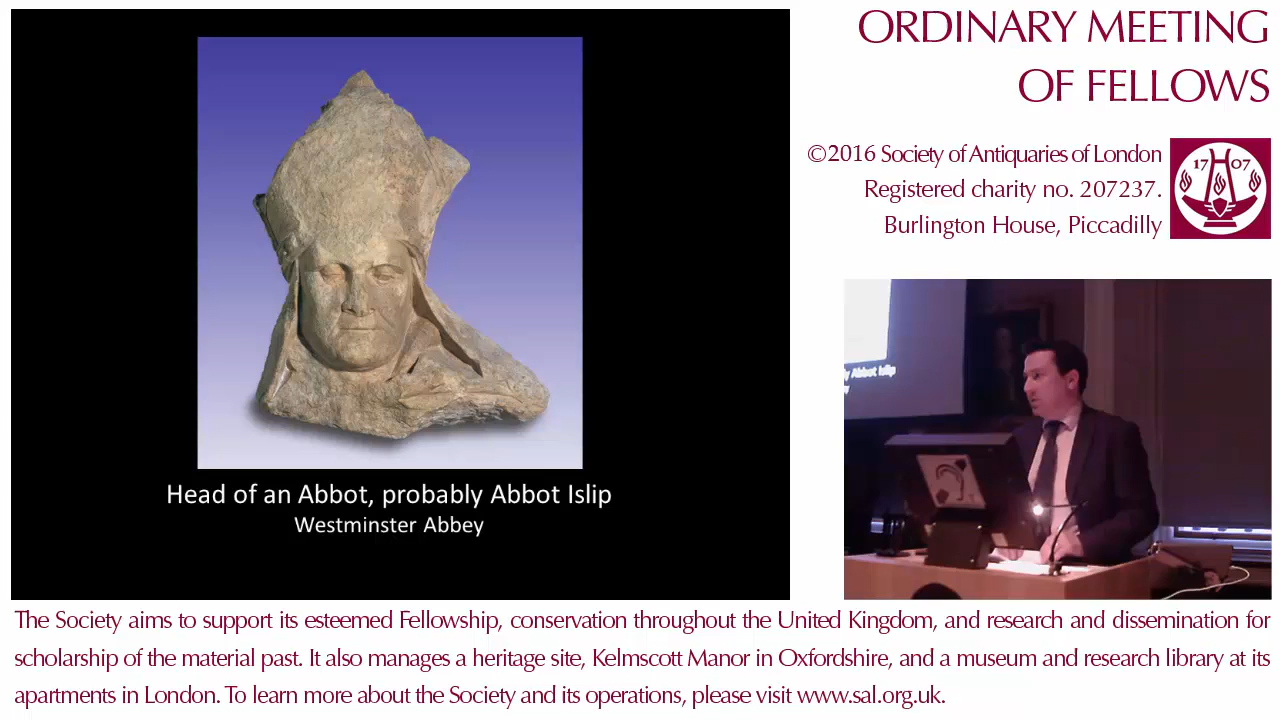 ORDINARY MEETING
OF FELLOWS
©2016 Society of Antiquaries of London
Registered charity no. 207237.
Burlington House, Piccadilly
17 07
Head of an Abbot, probably Abbot Islip
Westminster Abbey
Abbot Islip
The Society aims to support its esteemed Fellowship, conservation throughout the United Kingdom, and research and dissemination for
scholarship of the material past. It also manages a heritage site, Kelmscott Manor in Oxfordshire, and a museum and research library at its
apartments in London. To learn more about the Society and its operations, please visit www.sal.org.uk.